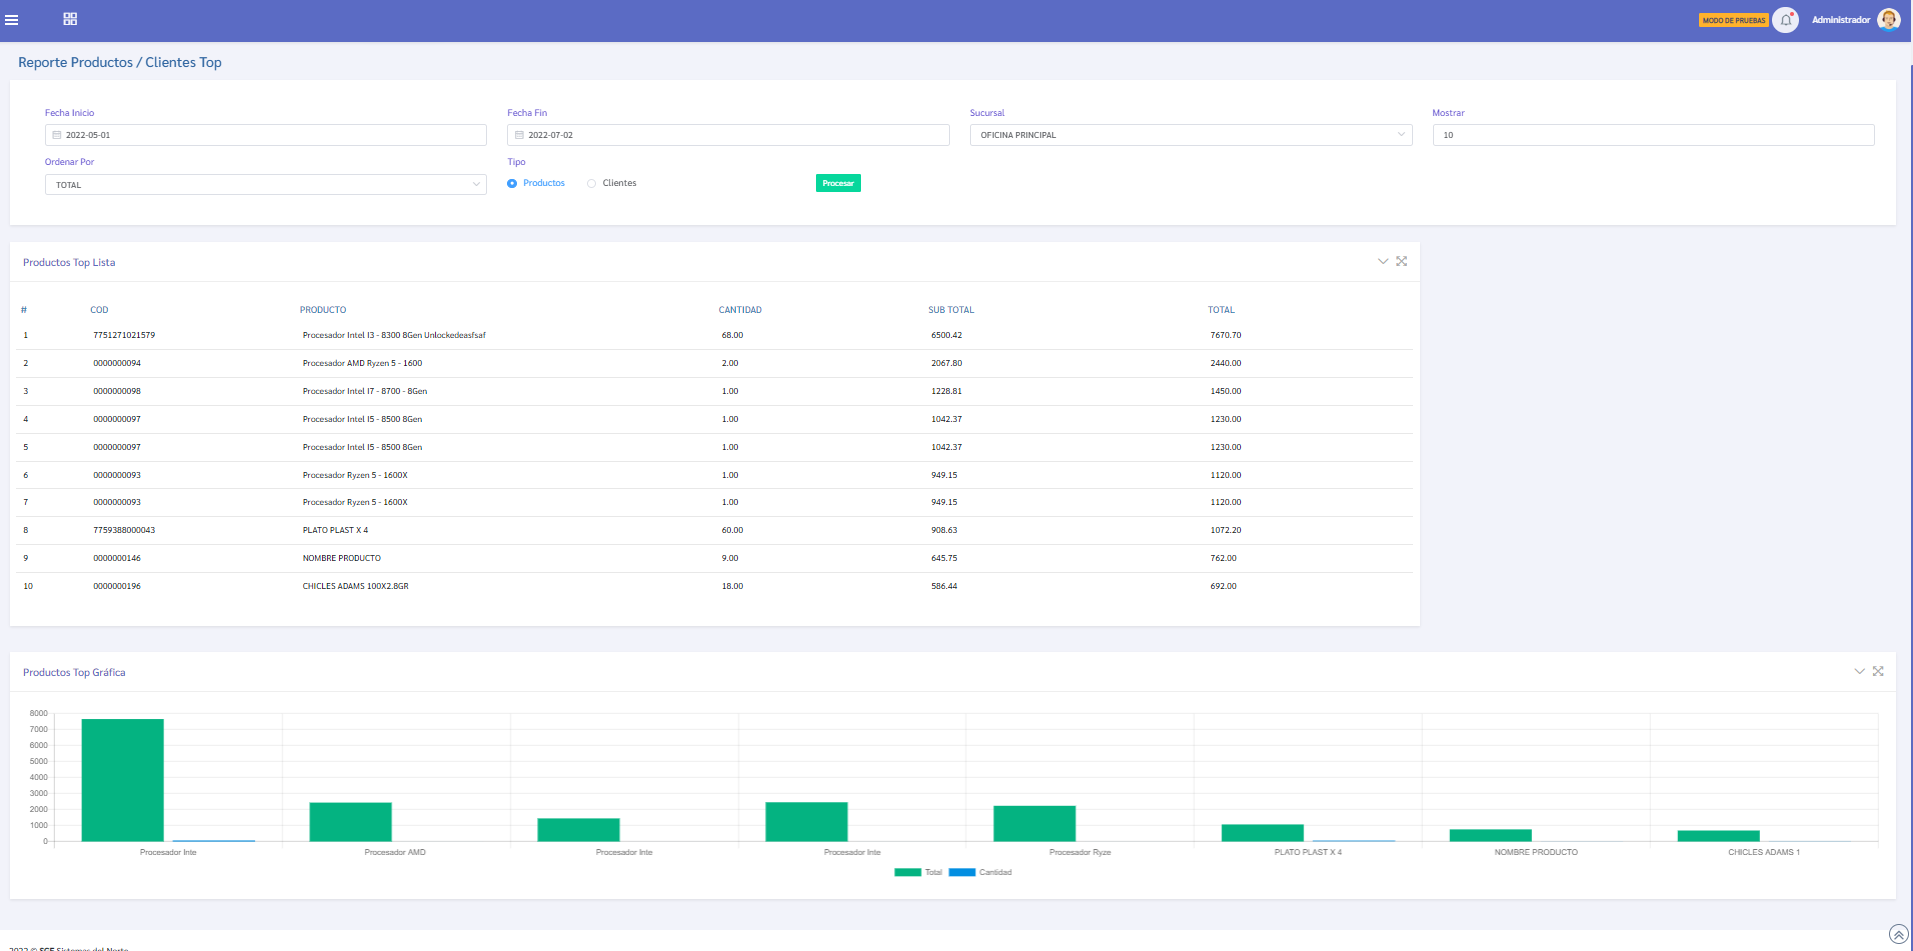 MODO DE PRUEBAS Administrador
Reporte Productos / Clientes Top
Fecha Inicio Fecha Fin Sucursal Mostrar
2022-05-01 2022-07-02 OFICINA PRINCIPAL 10
Ordenar Por Tipo
TOTAL Productos Clientes Procesar
Productos Top Lista
# COD PRODUCTO CANTIDAD SUB TOTAL TOTAL
1 7751271021579 Procesador Intel I3 - 8300 8Gen Unlockedeasfsaf 68.00 6500.42 7670.70
2 0000000094 Procesador AMD Ryzen 5 - 1600 2.00 2067.80 2440.00
3 0000000098 Procesador Intel I7 - 8700 - 8Gen 1.00 1228.81 1450.00
4 0000000097 Procesador Intel I5 - 8500 8Gen 1.00 1042.37 1230.00
5 0000000097 Procesador Intel I5 - 8500 8Gen 1.00 1042.37 1230.00
6 0000000093 Procesador Ryzen 5 - 1600X 1.00 949.15 1120.00
7 0000000093 Procesador Ryzen 5 - 1600X 1.00 949.15 1120.00
8 7759388000043 PLATO PLAST X 4 60.00 908.63 1072.20
9 0000000146 NOMBRE PRODUCTO 9.00 645.75 762.00
10 0000000196 CHICLES ADAMS 100X2.8GR 18.00 586.44 692.00
Productos Top Gráfica
8000
7000
6000
5000
4000
3000
2000
1000
0
Procesador Inte Procesador AMD Procesador Inte Procesador Inte Procesador Ryze PLATO PLAST X 4 NOMBRE PRODUCTO CHICLES ADAMS 1
Total Cantidad
2022 © SCF Sistemas del Norte